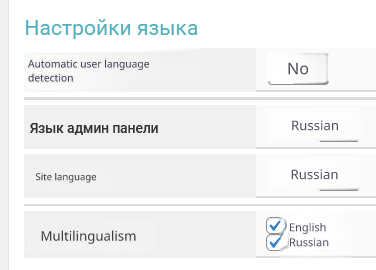 Настройки языка
Automatic user language
detection
No
Язык админ панели
Russian
Site language
Russian
Multilingualism
English
Russian